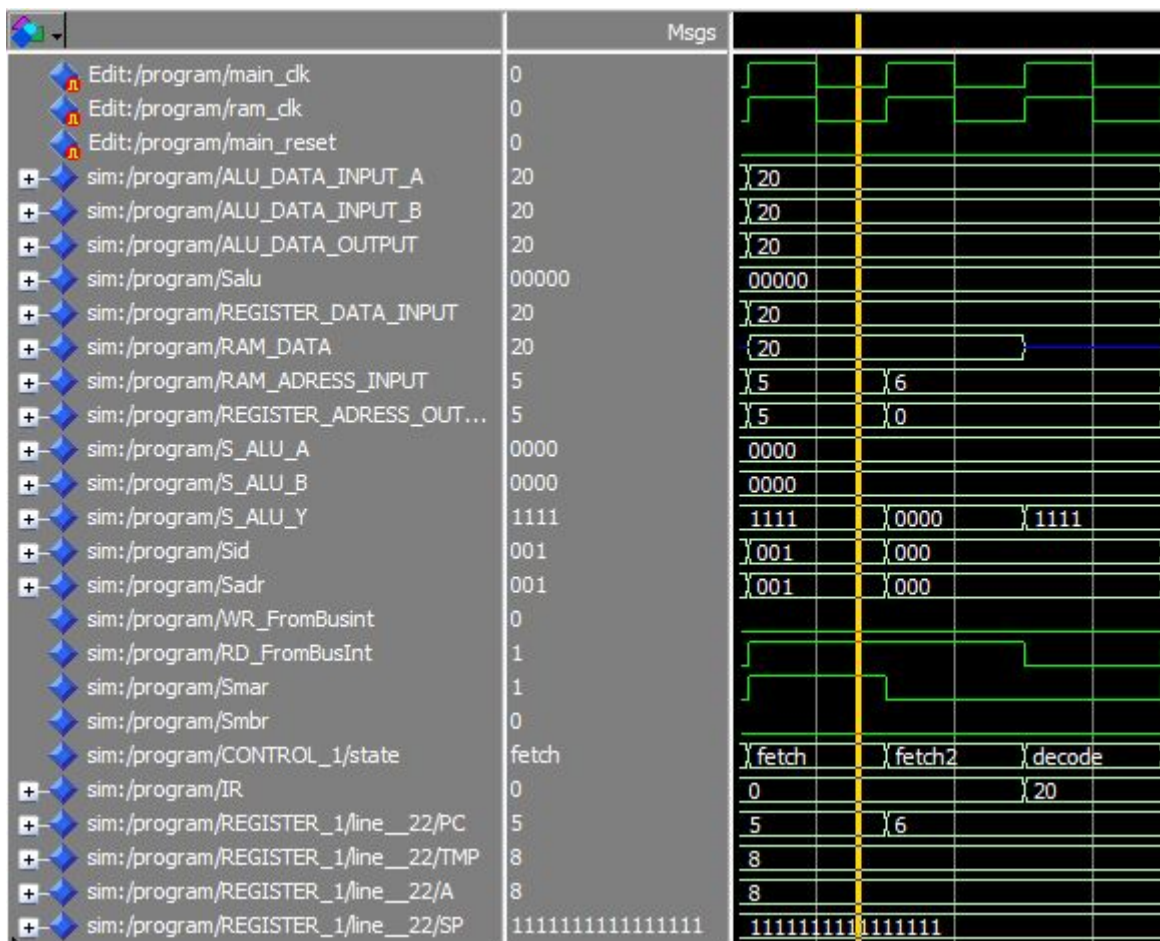 Msgs
Edit:/program/main_clk 0
Edit:/program/ram_clk 0
Edit:/program/main_reset 0
sim:/program/ALU_DATA_INPUT_A 20 20
sim:/program/ALU_DATA_INPUT_B 20 20
sim:/program/ALU_DATA_OUTPUT 20 20
sim:/program/Salu 00000 00000
sim:/program/REGISTER_DATA_INPUT 20 20
sim:/program/RAM_DATA 20 20
sim:/program/RAM_ADRESS_INPUT 5 5 6
sim:/program/REGISTER_ADRESS_OUT... 5 5 0
sim:/program/S_ALU_A 0000 0000
sim:/program/S_ALU_B 0000 0000
sim:/program/S_ALU_Y 1111 1111 0000 1111
sim:/program/Sid 001 001 000
sim:/program/Sadr 001 001 000
sim:/program/WR_FromBusint 0
sim:/program/RD_FromBusInt 1
sim:/program/Smar 1
sim:/program/Smbr 0
sim:/program/CONTROL_1/state fetch fetch fetch2 decode
sim:/program/IR 0 0 20
sim:/program/REGISTER_1/line__22/PC 5 5 6
sim:/program/REGISTER_1/line__22/TMP 8 8
sim:/program/REGISTER_1/line__22/A 8 8
sim:/program/REGISTER_1/line__22/SP 1111111111111111 1111111111111111